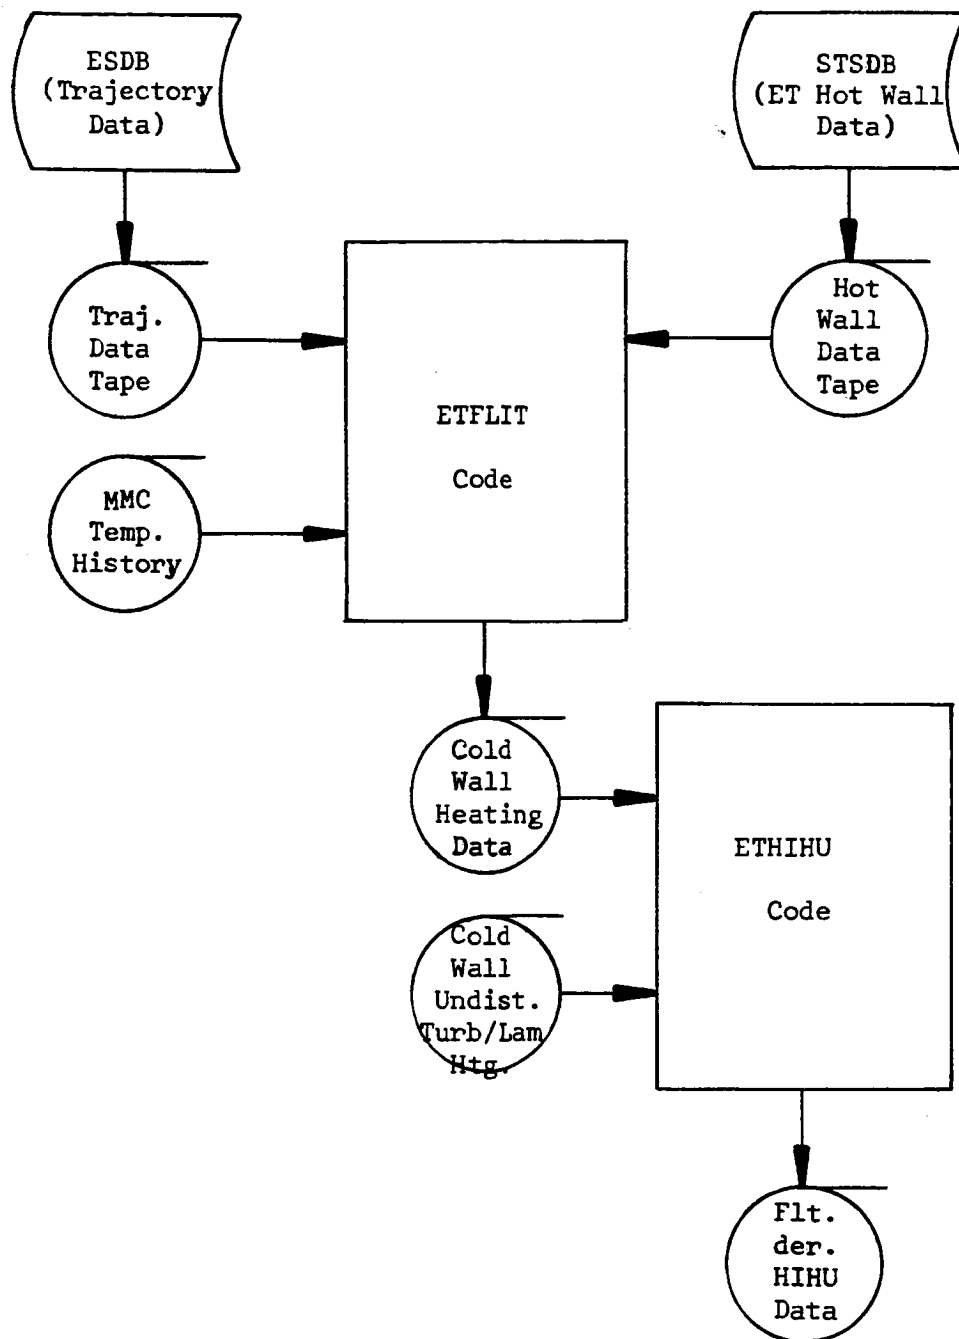 ESDB
(Trajectory
Data)
STSDB
(ET Hot Wall
Data)
Traj.
Data
Tape
Hot
Wall
Data
Tape
ETFLIT
Code
MMC
Temp.
History
Cold
Wall
Heating
Data
ETHIHU
Code
Cold
Wall
Undist.
Turb/Lam
Htg.
Flt.
der.
HIHU
Data